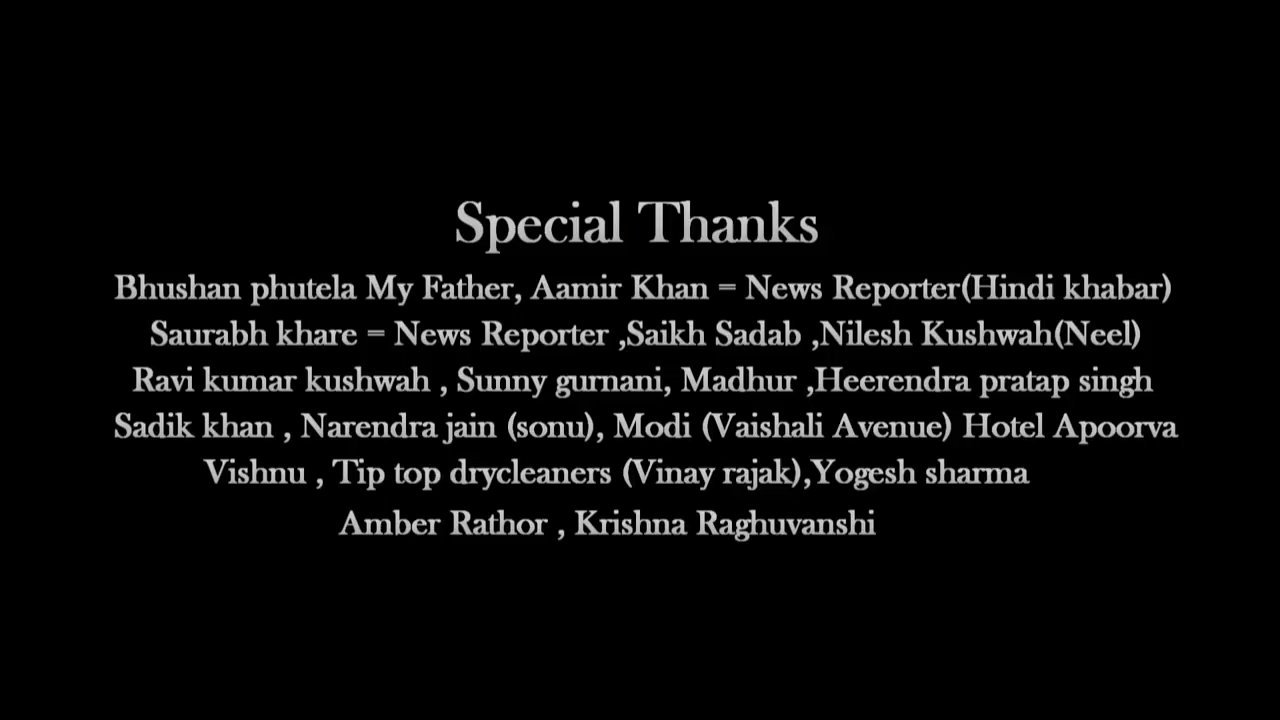 Special Thanks
Bhushan phutela My Father, Aamir Khan = News Reporter(Hindi khabar)
Saurabh khare = News Reporter ,Saikh Sadab ,Nilesh Kushwah(Neel)
Ravi kumar kushwah , Sunny gurnani, Madhur ,Heerendra pratap singh
Sadik khan , Narendra jain (sonu), Modi (Vaishali Avenue) Hotel Apoorva
Vishnu , Tip top drycleaners (Vinay rajak),Yogesh sharma
Amber Rathor , Krishna Raghuvanshi